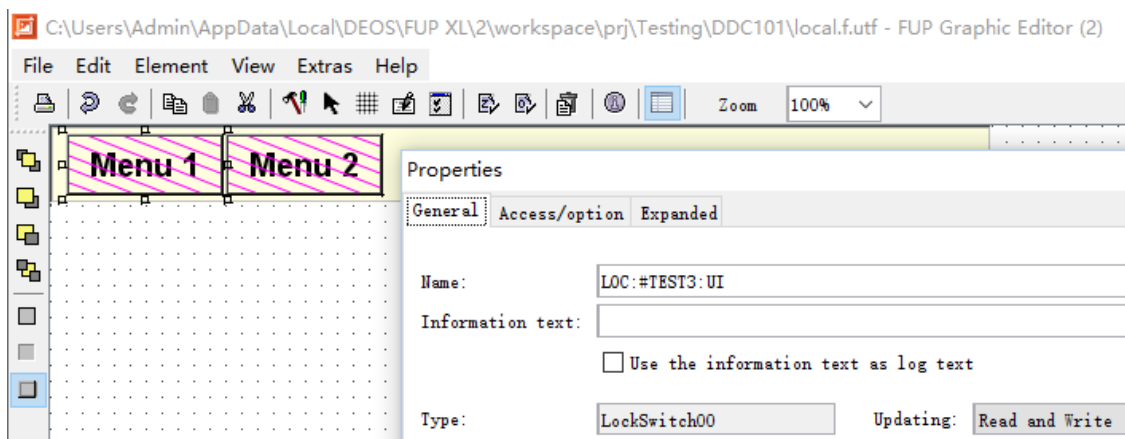 C:\Users\Admin\AppData\Local\DEOS\FUP XL\2\workspace\prj\Testing\DDC101\local.f.utf - FUP Graphic Editor (2)
File Edit Element View Extras Help
Zoom 100%
Menu 1 Menu 2
Properties
General Access/option Expanded
Name: LOC:#TEST3:UI
Information text:
Use the information text as log text
Type: LockSwitch00 Updating: Read and Write